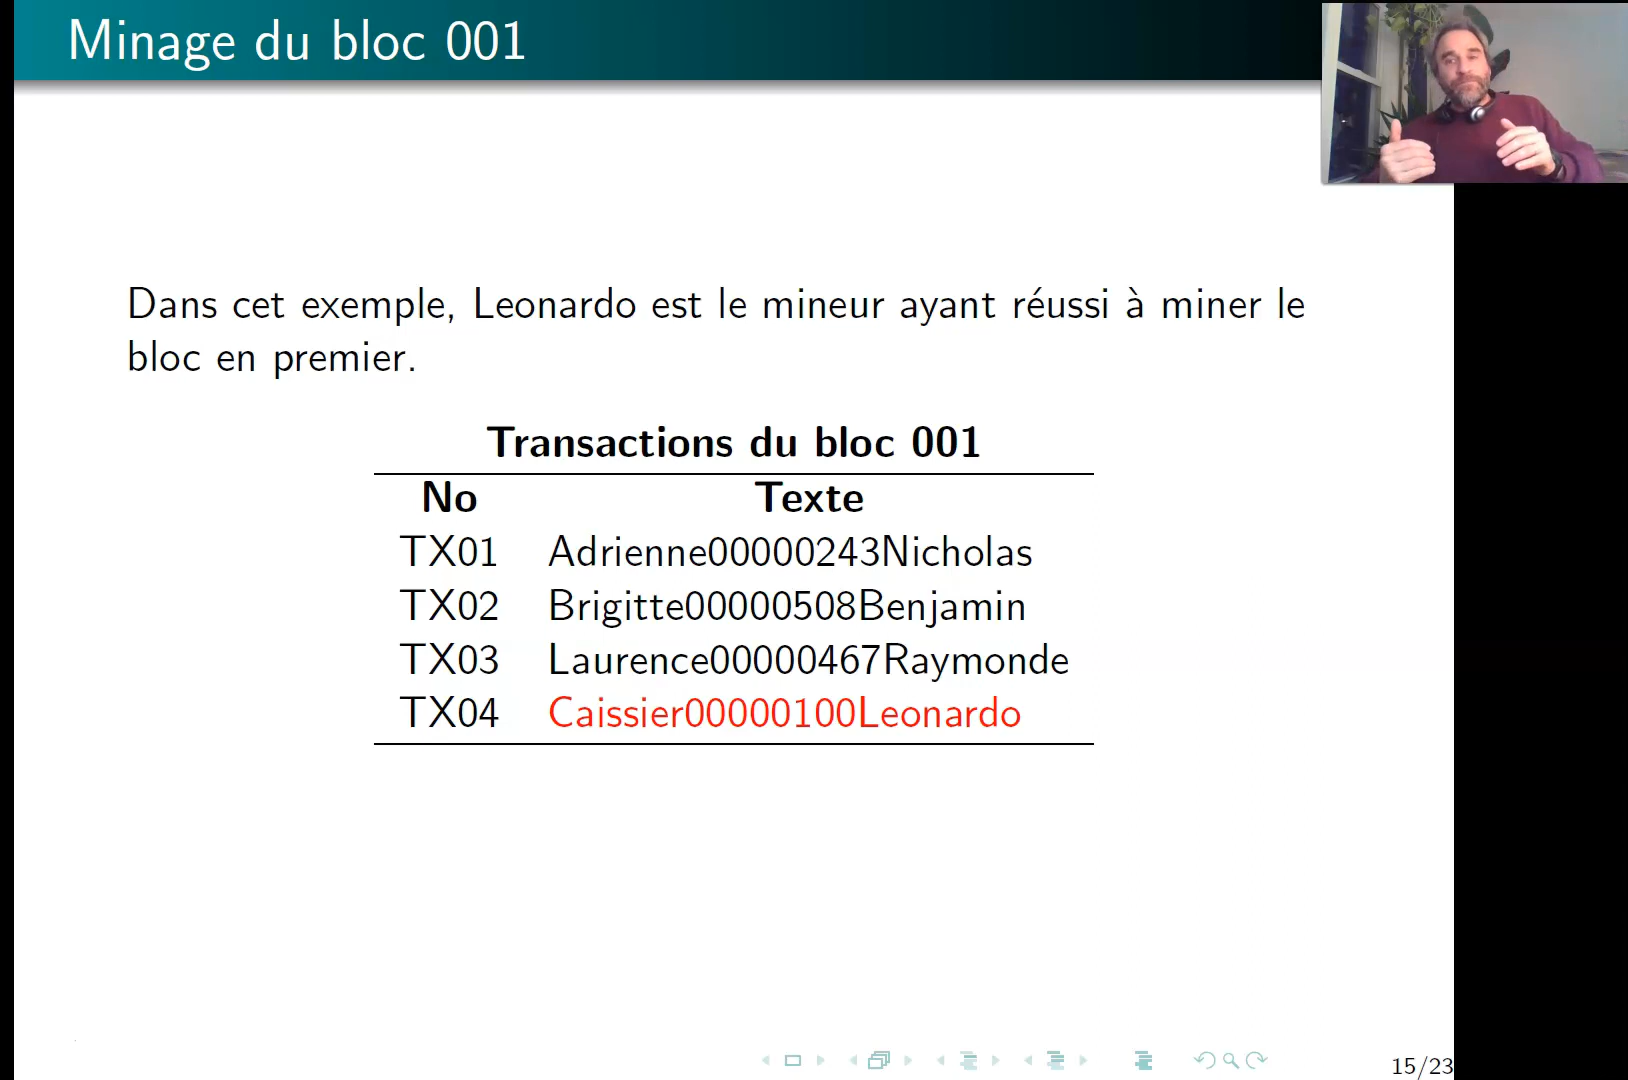 Minage du bloc 001
Dans cet exemple, Leonardo est le mineur ayant réussi à miner le
bloc en premier.
Transactions du bloc 001
No Texte
TX01 Adrienne00000243Nicholas
TX02 Brigitte00000508Benjamin
TX03 Laurence00000467Raymonde
TX04 Caissier00000100Leonardo
15/23